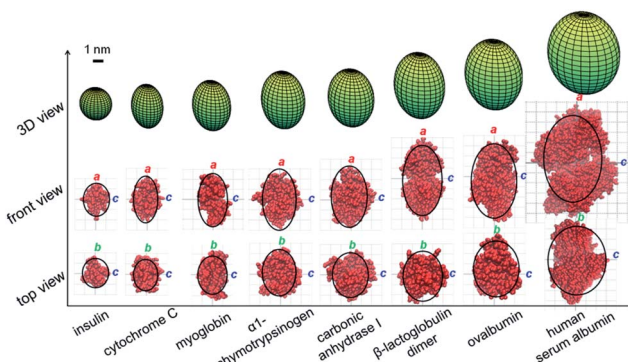 1 nm
3D view
front view
a a a a a a a a
c c c c c c c c
top view
b b b b b b b b
c c c c c c c c
insulin
cytochrome C
myoglobin
α1-
hymotrypsinogen
carbonic
anhydrase I
β-lactoglobulin
dimer
ovalbumin
human
serum albumin